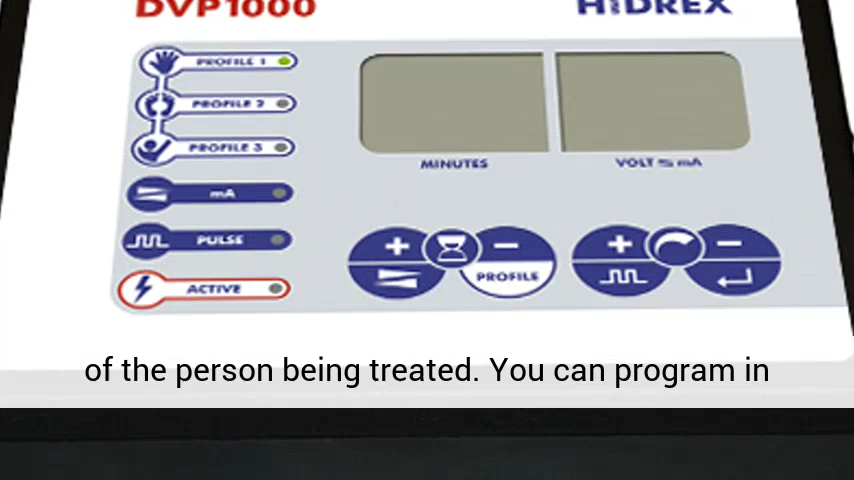 DVP1000 HiDREX
PROFILE 1
PROFILE 2
PROFILE 3
mA
PULSE
ACTIVE
MINUTES
VOLT ≒ mA
+ − + −
PROFILE
of the person being treated. You can program in